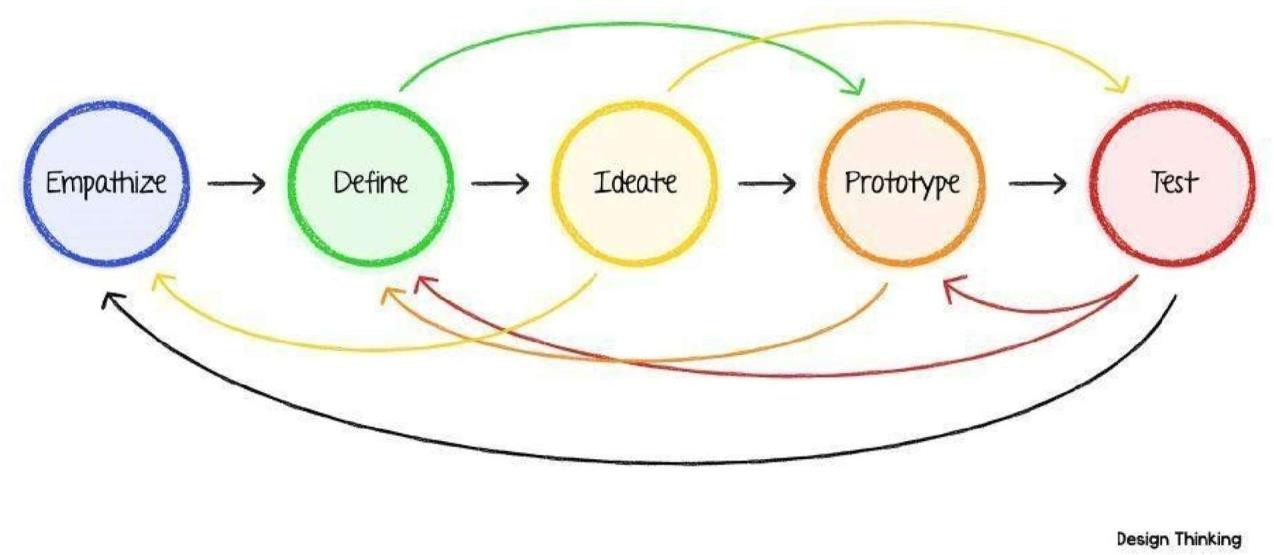 Empathize
Define
Ideate
Prototype
Test
Design Thinking